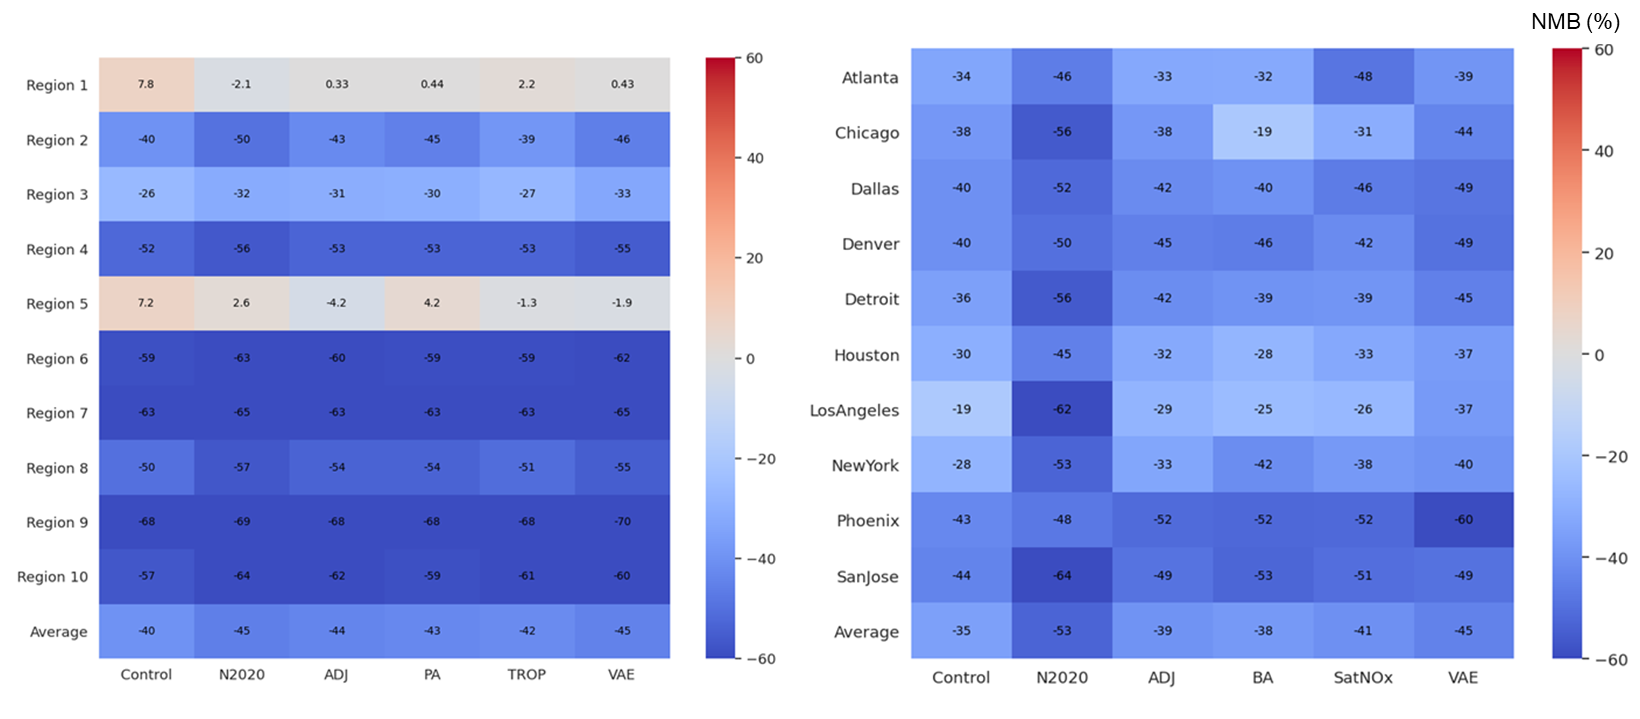 NMB (%)
Region 1 7.8 -2.1 0.33 0.44 2.2 0.43
Region 2 -40 -50 -43 -45 -39 -46
Region 3 -26 -32 -31 -30 -27 -33
Region 4 -52 -56 -53 -53 -53 -55
Region 5 7.2 2.6 -4.2 4.2 -1.3 -1.9
Region 6 -59 -63 -60 -59 -59 -62
Region 7 -63 -65 -63 -63 -63 -65
Region 8 -50 -57 -54 -54 -51 -55
Region 9 -68 -69 -68 -68 -68 -70
Region 10 -57 -64 -62 -59 -61 -60
Average -40 -45 -44 -43 -42 -45
Control N2020 ADJ PA TROP VAE
60
40
20
0
−20
−40
−60
Atlanta -34 -46 -33 -32 -48 -39
Chicago -38 -56 -38 -19 -31 -44
Dallas -40 -52 -42 -40 -46 -49
Denver -40 -50 -45 -46 -42 -49
Detroit -36 -56 -42 -39 -39 -45
Houston -30 -45 -32 -28 -33 -37
LosAngeles -19 -62 -29 -25 -26 -37
NewYork -28 -53 -33 -42 -38 -40
Phoenix -43 -48 -52 -52 -52 -60
SanJose -44 -64 -49 -53 -51 -49
Average -35 -53 -39 -38 -41 -45
Control N2020 ADJ BA SatNOx VAE
60
40
20
0
−20
−40
−60